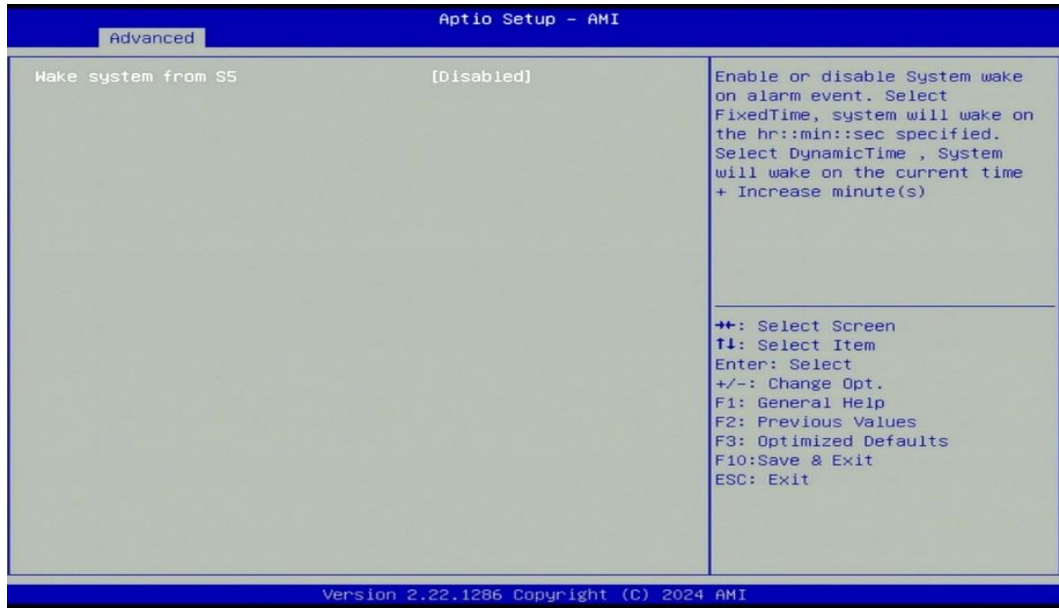 Aptio Setup – AMI
Advanced
Wake system from S5 [Disabled]
Enable or disable System wake
on alarm event. Select
FixedTime, system will wake on
the hr::min::sec specified.
Select DynamicTime , System
will wake on the current time
+ Increase minute(s)
→←: Select Screen
↑↓: Select Item
Enter: Select
+/-: Change Opt.
F1: General Help
F2: Previous Values
F3: Optimized Defaults
F10:Save & Exit
ESC: Exit
Version 2.22.1286 Copyright (C) 2024 AMI